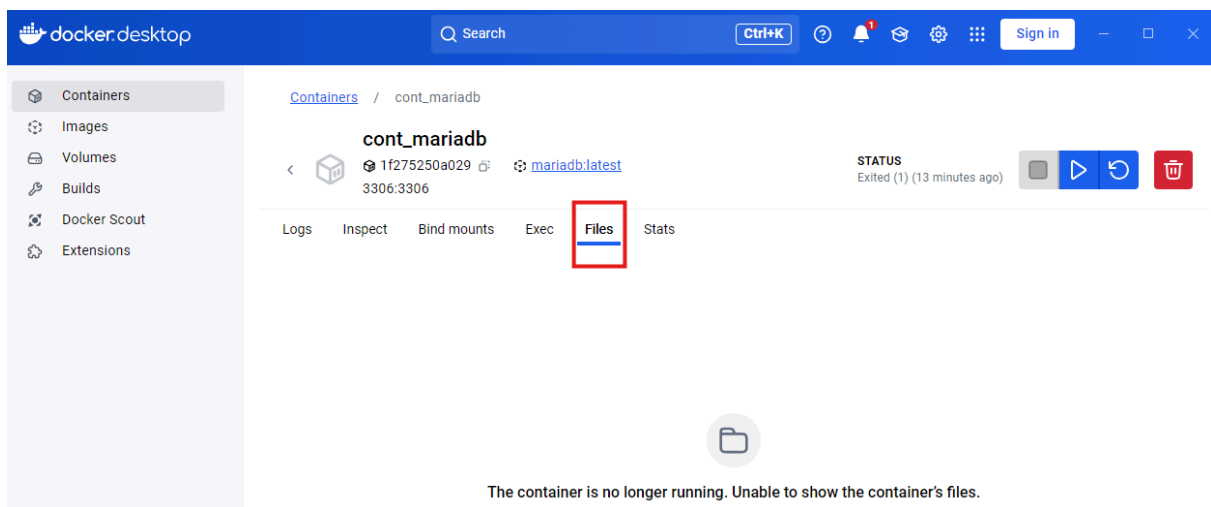 docker.desktop
Search
Ctrl+K
1
Sign in
Containers
Images
Volumes
Builds
Docker Scout
Extensions
Containers / cont_mariadb
cont_mariadb
1f275250a029 mariadb:latest
3306:3306
STATUS
Exited (1) (13 minutes ago)
Logs Inspect Bind mounts Exec Files Stats
The container is no longer running. Unable to show the container's files.